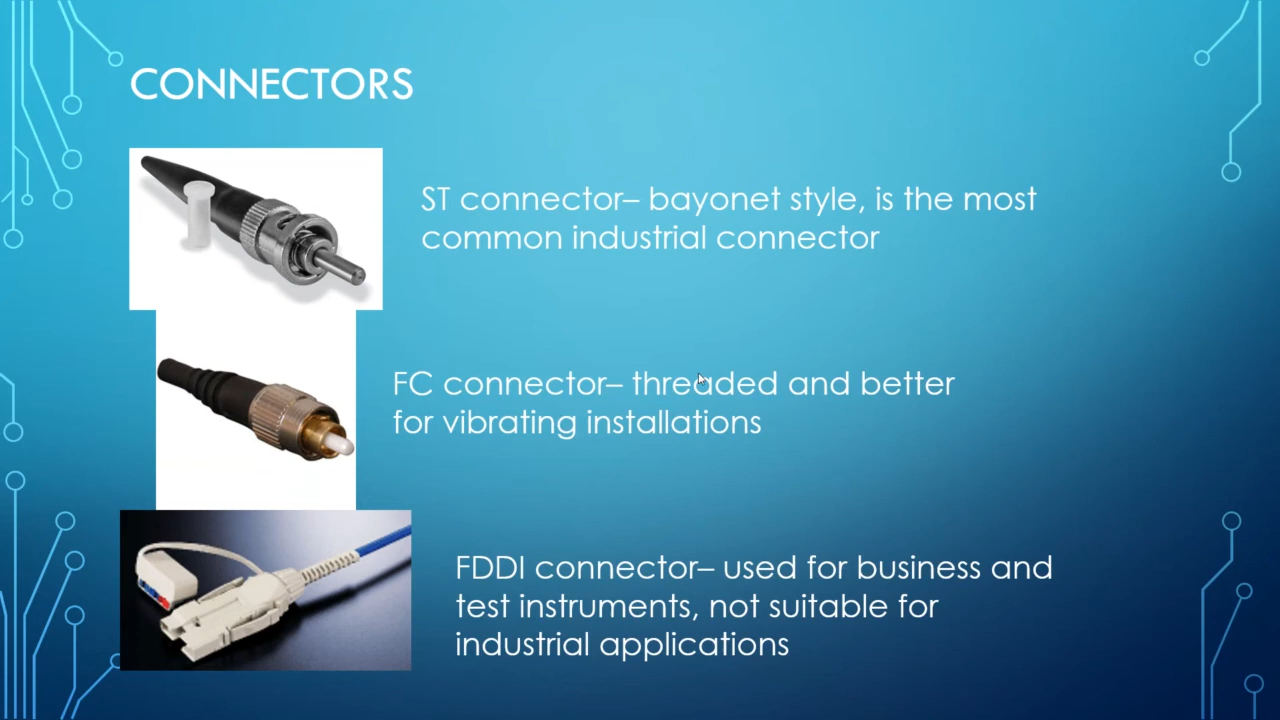 CONNECTORS
ST connector– bayonet style, is the most
common industrial connector
FC connector– threaded and better
for vibrating installations
FDDI connector– used for business and
test instruments, not suitable for
industrial applications